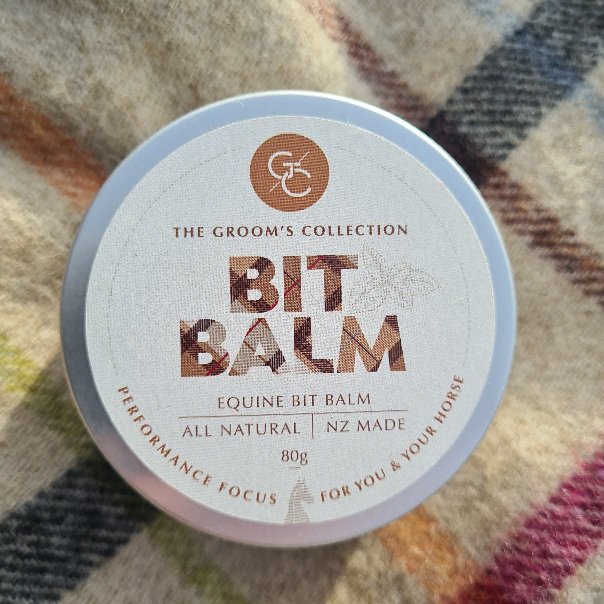 GC
THE GROOM'S COLLECTION
BIT
BALM
EQUINE BIT BALM
ALL NATURAL | NZ MADE
80g
PERFORMANCE FOCUS FOR YOU & YOUR HORSE